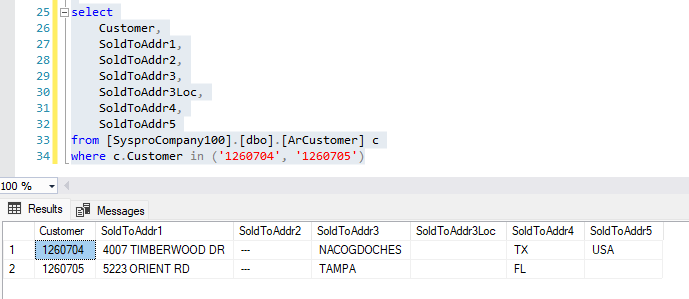 25 select
26 Customer,
27 SoldToAddr1,
28 SoldToAddr2,
29 SoldToAddr3,
30 SoldToAddr3Loc,
31 SoldToAddr4,
32 SoldToAddr5
33 from [SysproCompany100].[dbo].[ArCustomer] c
34 where c.Customer in ('1260704', '1260705')
100 %
Results Messages
Customer SoldToAddr1 SoldToAddr2 SoldToAddr3 SoldToAddr3Loc SoldToAddr4 SoldToAddr5
1 1260704 4007 TIMBERWOOD DR --- NACOGDOCHES TX USA
2 1260705 5223 ORIENT RD --- TAMPA FL